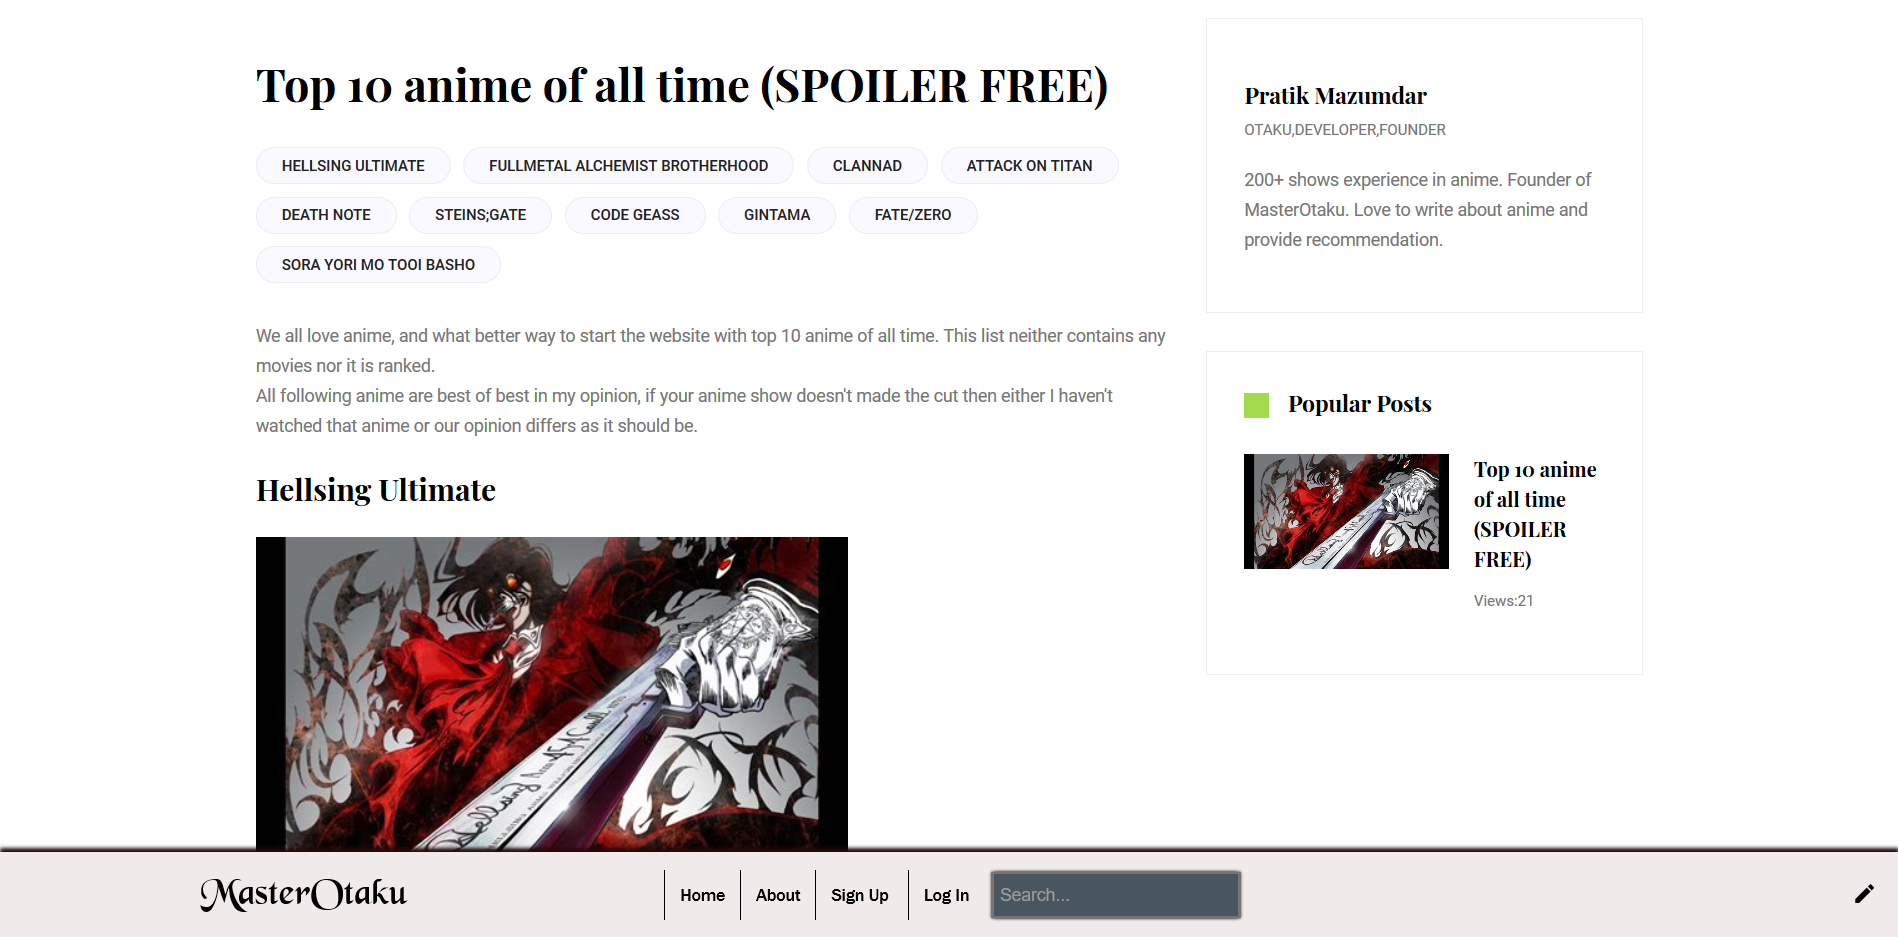 Top 10 anime of all time (SPOILER FREE)
HELLSING ULTIMATE
FULLMETAL ALCHEMIST BROTHERHOOD
CLANNAD
ATTACK ON TITAN
DEATH NOTE
STEINS;GATE
CODE GEASS
GINTAMA
FATE/ZERO
SORA YORI MO TOOI BASHO
We all love anime, and what better way to start the website with top 10 anime of all time. This list neither contains any
movies nor it is ranked.
All following anime are best of best in my opinion, if your anime show doesn't made the cut then either I haven't
watched that anime or our opinion differs as it should be.
Hellsing Ultimate
Pratik Mazumdar
OTAKU,DEVELOPER,FOUNDER
200+ shows experience in anime. Founder of
MasterOtaku. Love to write about anime and
provide recommendation.
Popular Posts
Top 10 anime
of all time
(SPOILER
FREE)
Views:21
MasterOtaku
Home
About
Sign Up
Log In
Search...